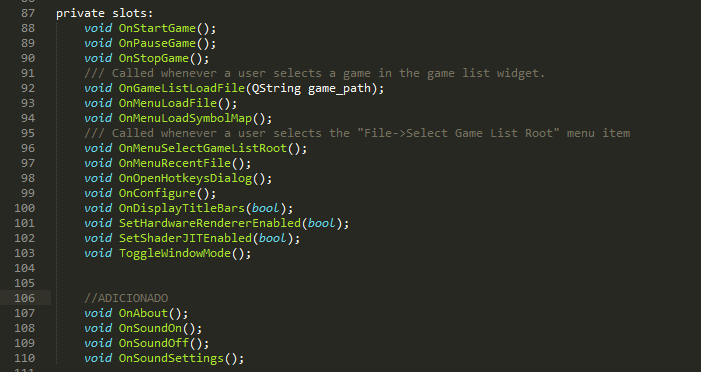 87 private slots:
88 void OnStartGame();
89 void OnPauseGame();
90 void OnStopGame();
91 /// Called whenever a user selects a game in the game list widget.
92 void OnGameListLoadFile(QString game_path);
93 void OnMenuLoadFile();
94 void OnMenuLoadSymbolMap();
95 /// Called whenever a user selects the "File->Select Game List Root" menu item
96 void OnMenuSelectGameListRoot();
97 void OnMenuRecentFile();
98 void OnOpenHotkeysDialog();
99 void OnConfigure();
100 void OnDisplayTitleBars(bool);
101 void SetHardwareRendererEnabled(bool);
102 void SetShaderJITEnabled(bool);
103 void ToggleWindowMode();
104
105
106 //ADICIONADO
107 void OnAbout();
108 void OnSoundOn();
109 void OnSoundOff();
110 void OnSoundSettings();